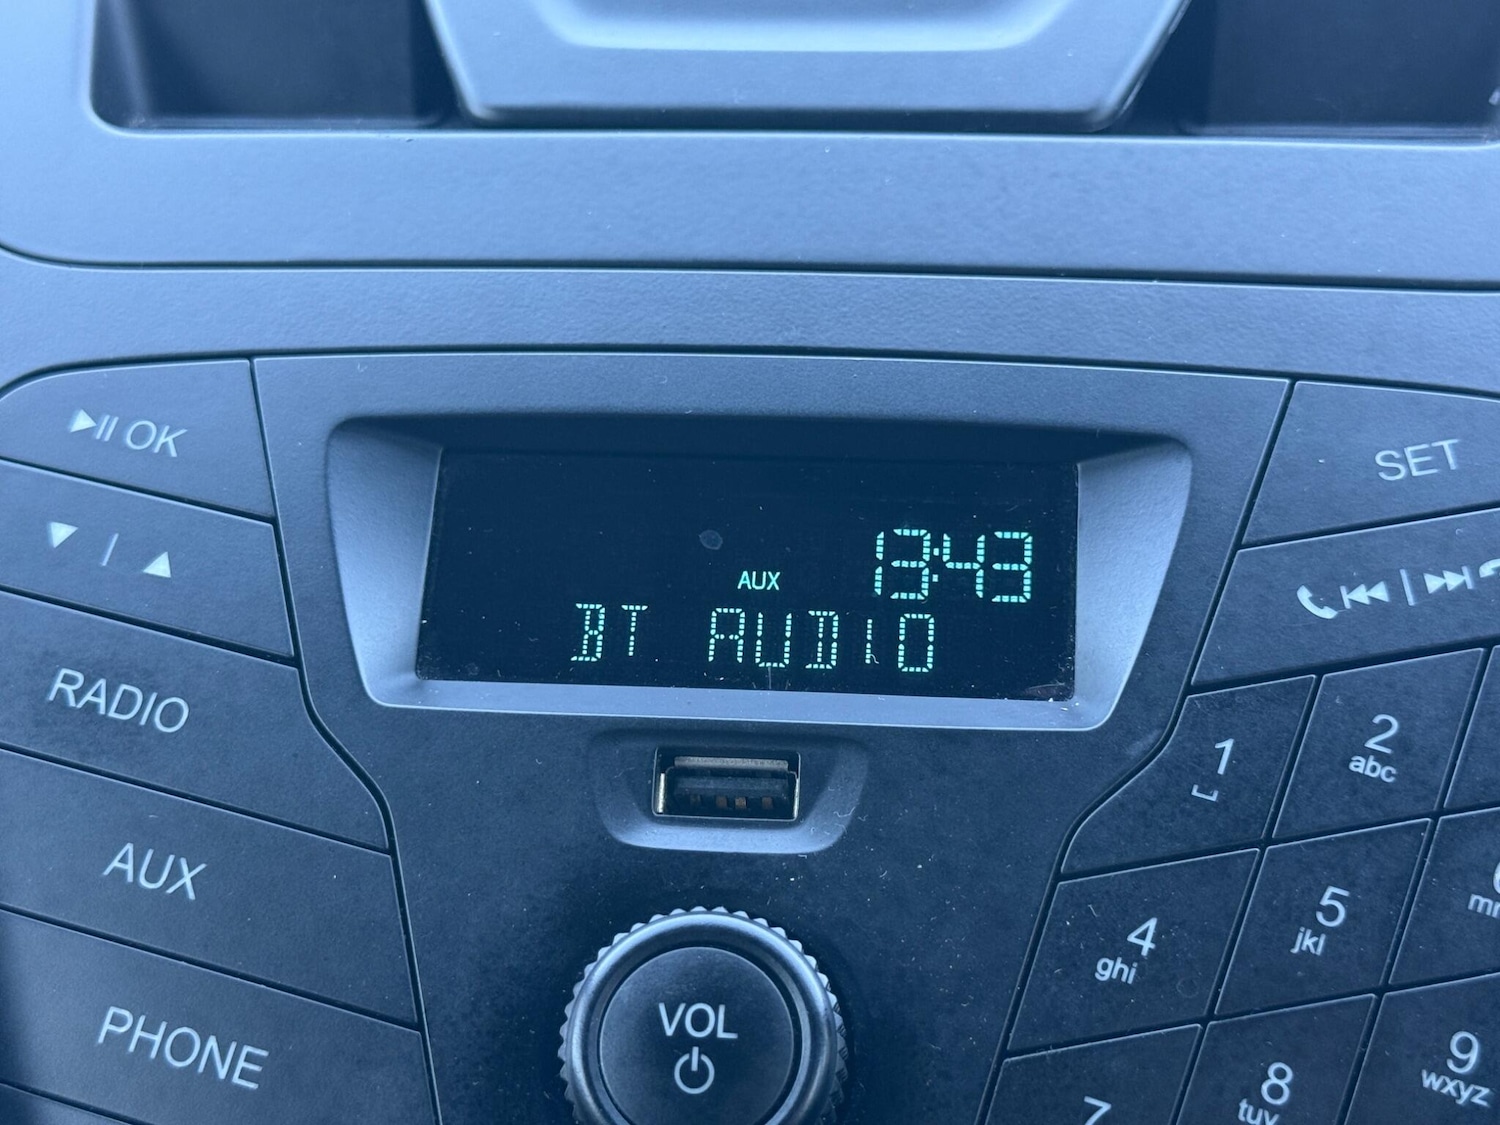 ▶II OK
▼ | ▲
RADIO
AUX
PHONE
13:43
AUX
BT AUDIO
VOL
SET
1
2
abc
4
ghi
5
jkl
7
8
tuv
9
wxyz